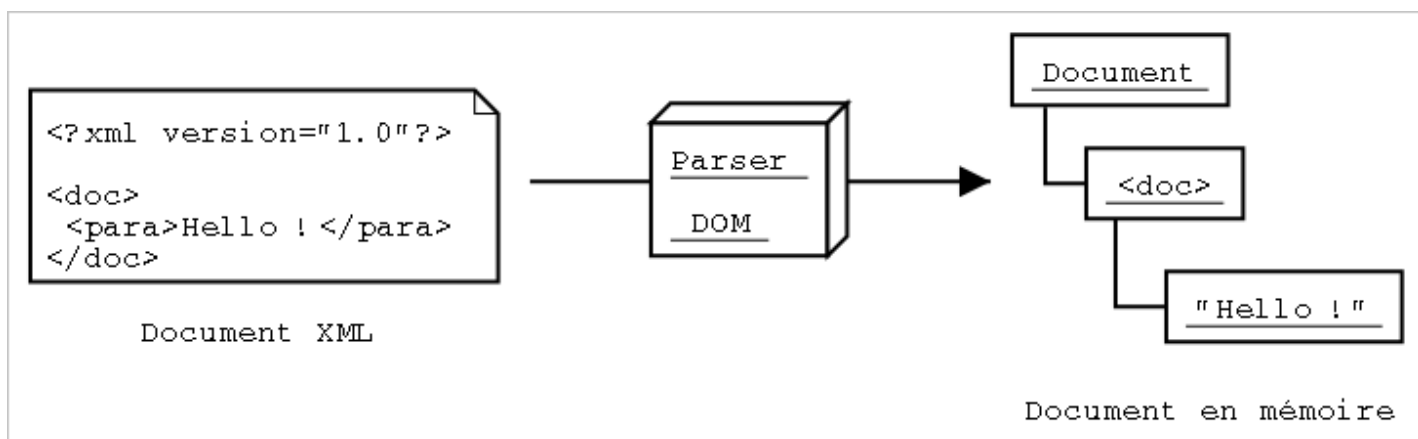 <?xml version="1.0"?>
<doc>
<para>Hello !</para>
</doc>
Document XML
Parser
DOM
Document
<doc>
"Hello !"
Document en mémoire